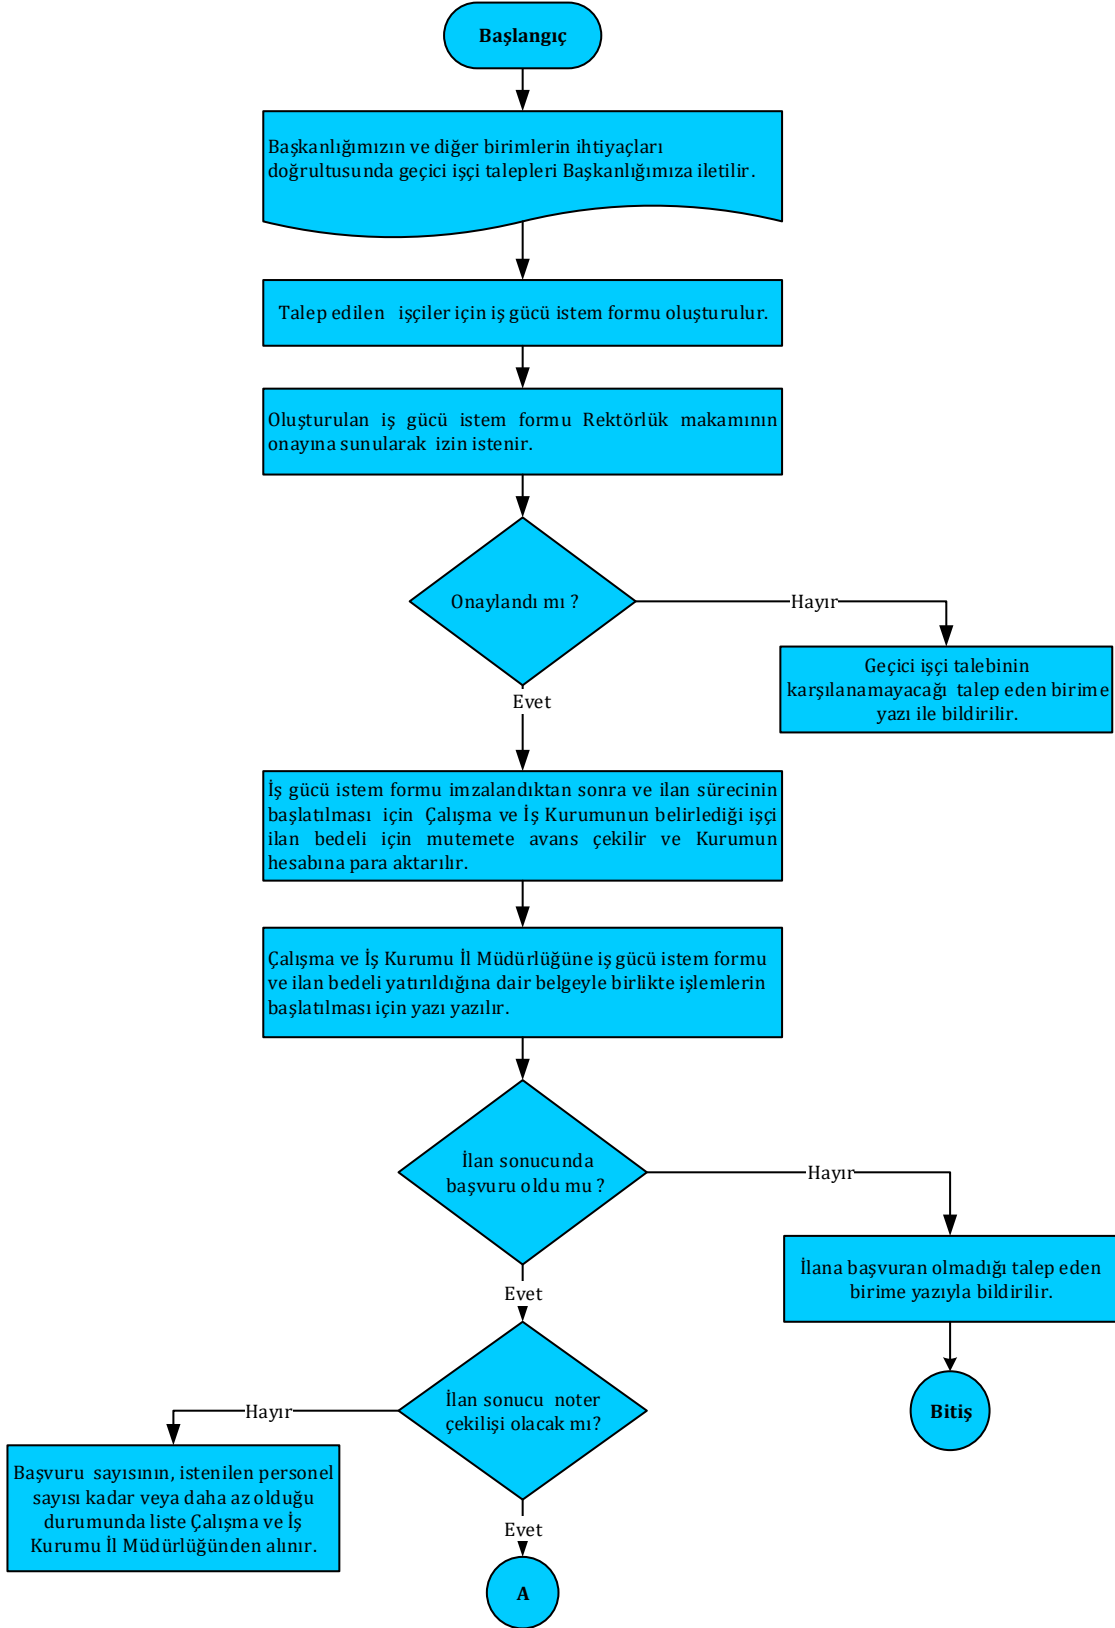 Başlangıç
Başkanlığımızın ve diğer birimlerin ihtiyaçları
doğrultusunda geçici işçi talepleri Başkanlığımıza iletilir.
Talep edilen işçiler için iş gücü istem formu oluşturulur.
Oluşturulan iş gücü istem formu Rektörlük makamının
onayına sunularak izin istenir.
Onaylandı mı ?
Hayır
Geçici işçi talebinin
karşılanamayacağı talep eden birime
yazı ile bildirilir.
Evet
İş gücü istem formu imzalandıktan sonra ve ilan sürecinin
başlatılması için Çalışma ve İş Kurumunun belirlediği işçi
ilan bedeli için mutemete avans çekilir ve Kurumun
hesabına para aktarılır.
Çalışma ve İş Kurumu İl Müdürlüğüne iş gücü istem formu
ve ilan bedeli yatırıldığına dair belgeyle birlikte işlemlerin
başlatılması için yazı yazılır.
İlan sonucunda
başvuru oldu mu ?
Hayır
İlana başvuran olmadığı talep eden
birime yazıyla bildirilir.
Bitiş
Evet
İlan sonucu noter
çekilişi olacak mı?
Hayır
Başvuru sayısının, istenilen personel
sayısı kadar veya daha az olduğu
durumunda liste Çalışma ve İş
Kurumu İl Müdürlüğünden alınır.
Evet
A